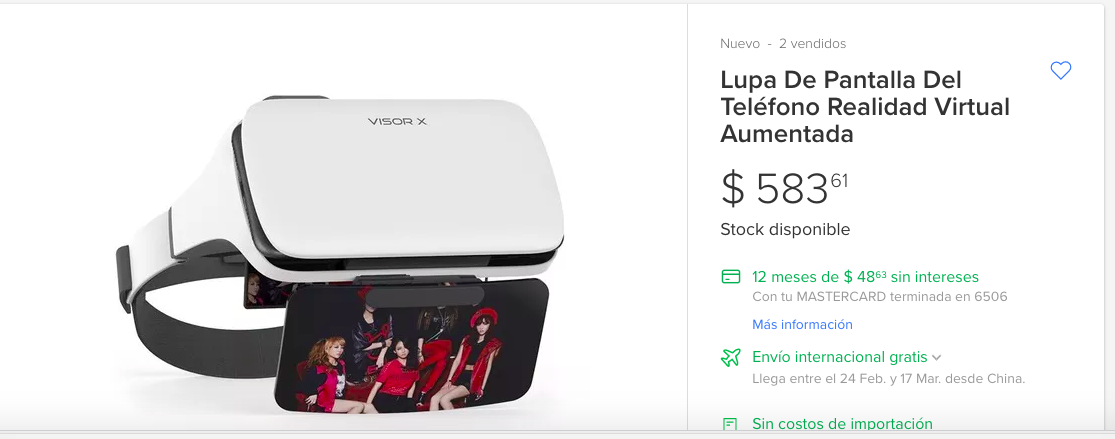 VISOR X
Nuevo - 2 vendidos
Lupa De Pantalla Del
Teléfono Realidad Virtual
Aumentada
$ 583 61
Stock disponible
12 meses de $ 48 63 sin intereses
Con tu MASTERCARD terminada en 6506
Más información
Envío internacional gratis
Llega entre el 24 Feb. y 17 Mar. desde China.
Sin costos de importación